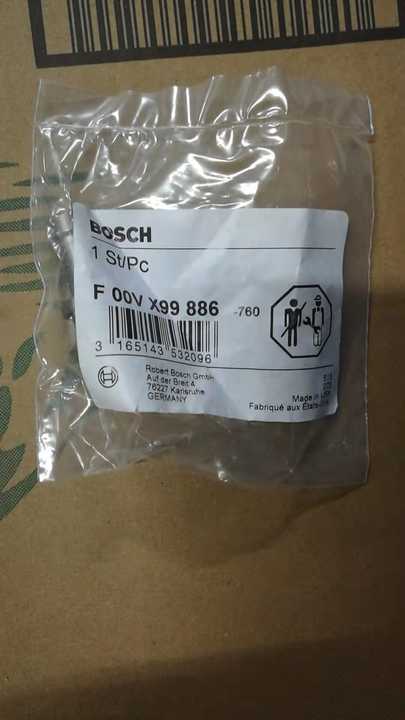 BOSCH
1 St/Pc
F 00V X99 886 -760
3 165143 532096
Robert Bosch GmbH
Auf der Breit 4
76227 Karlsruhe
GERMANY
Made in
Fabriqué aux